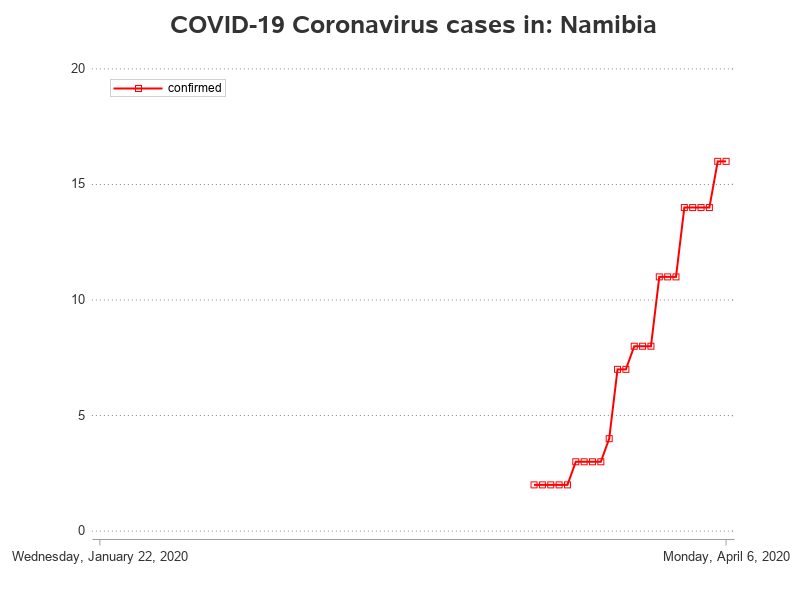 COVID-19 Coronavirus cases in: Namibia
20
confirmed
15
10
5
0
Wednesday, January 22, 2020
Monday, April 6, 2020